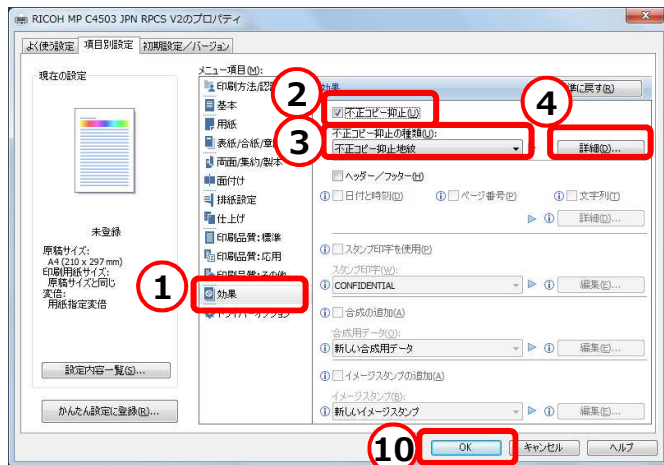 RICOH MP C4503 JPN RPCS V2のプロパティ
よく使う設定 項目別設定 初期設定／バージョン
現在の設定
未登録
原稿サイズ:
A4 (210 x 297 mm)
印刷用紙サイズ:
原稿サイズと同じ
変倍:
用紙指定変倍
設定内容一覧(S)...
かんたん設定に登録(R)...
メニュー項目(M):
印刷方法/認
基本
用紙
表紙/合紙/章
両面/集約/製本
面付け
排紙設定
仕上げ
印刷品質:標準
印刷品質:応用
印刷品質:その他
効果
ドライバーオプション
1
効果
準に戻す(R)
2
不正コピー抑止(U)
3
不正コピー抑止の種類(U):
不正コピー抑止地紋
4
詳細(D)...
ヘッダー／フッター(H)
日付と時刻(D) ページ番号(P) 文字列(T)
詳細(D)...
スタンプ印字を使用(P)
スタンプ印字(W):
CONFIDENTIAL 編集(E)...
合成の追加(A)
合成用データ(O):
新しい合成用データ 編集(E)...
イメージスタンプの追加(A)
イメージスタンプ(B):
新しいイメージスタンプ 編集(E)...
10
OK キャンセル ヘルプ